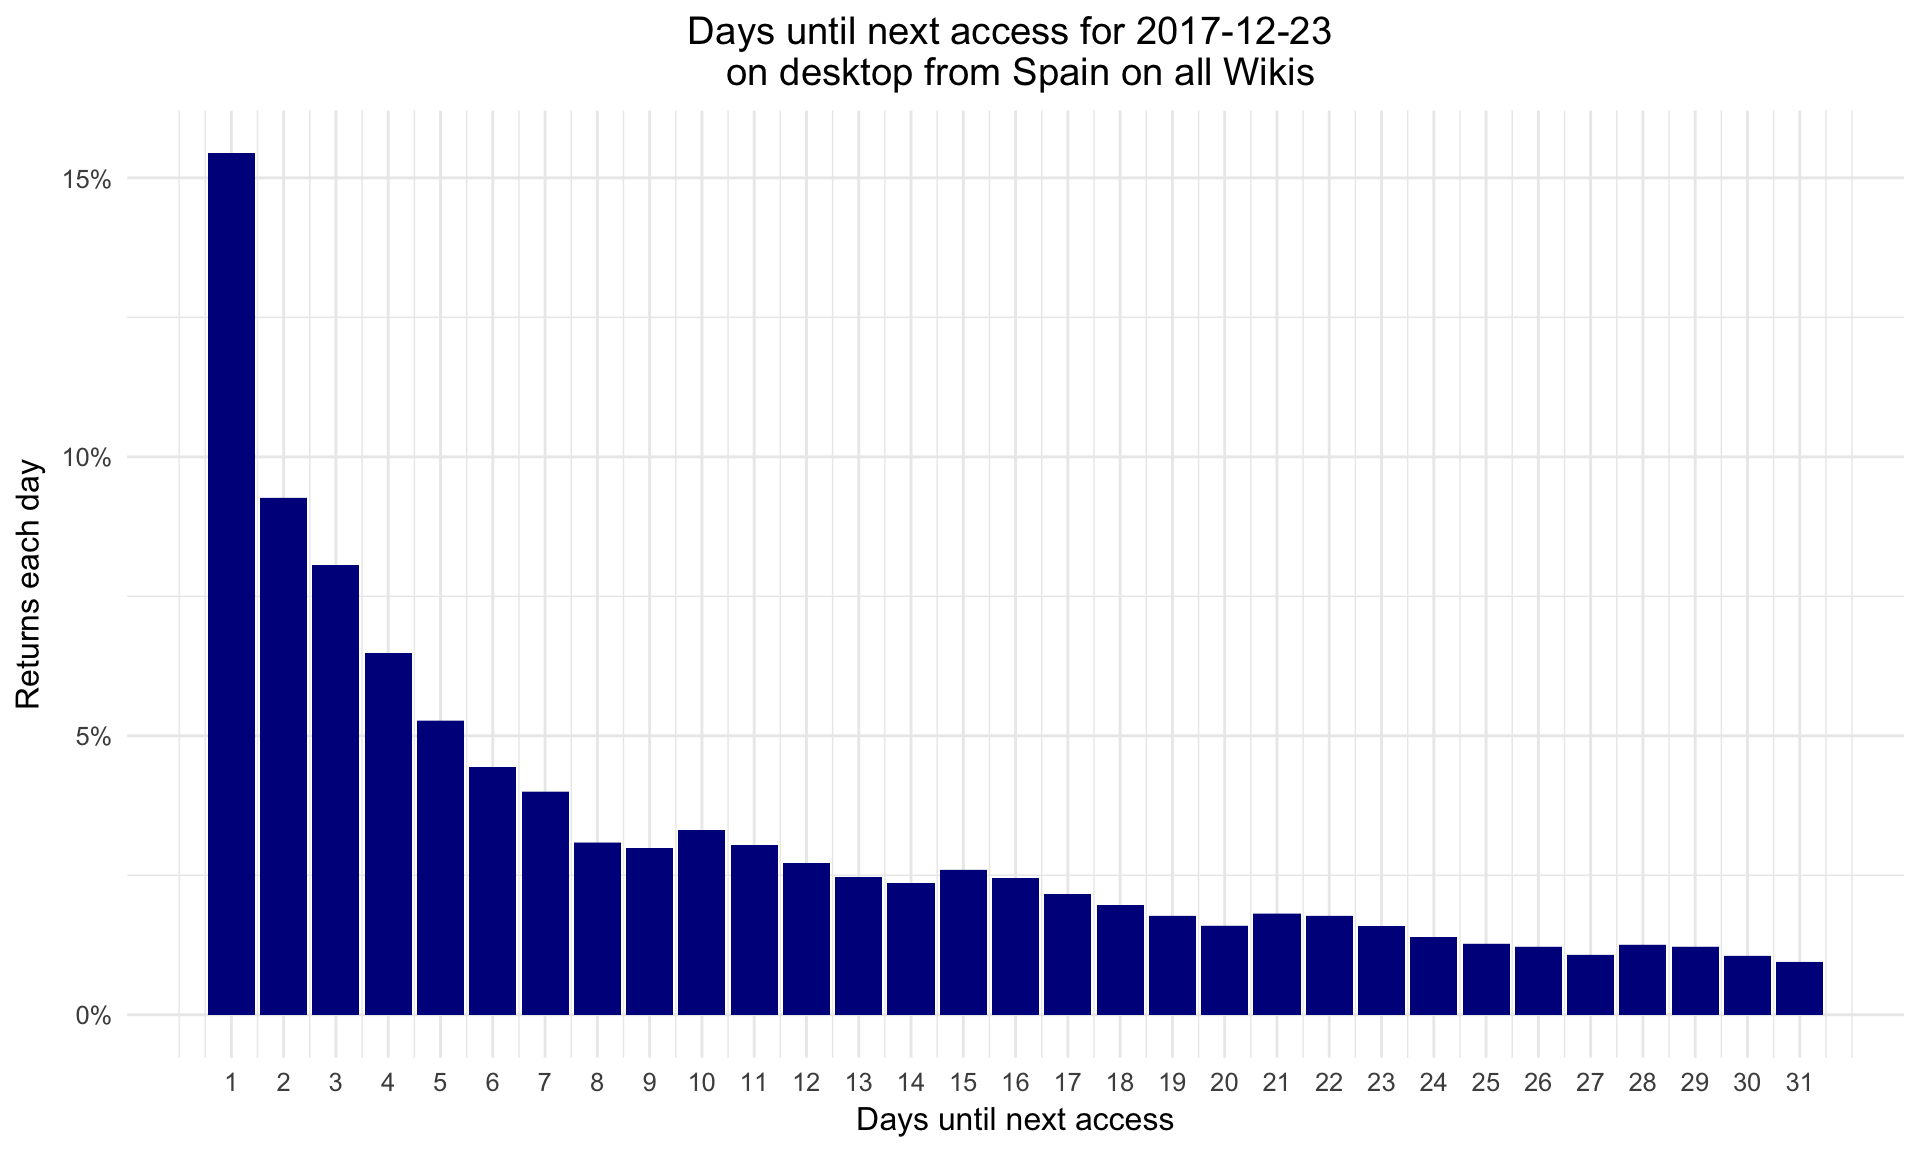 Days until next access for 2017-12-23
on desktop from Spain on all Wikis
15%
10%
5%
0%
Returns each day
1 2 3 4 5 6 7 8 9 10 11 12 13 14 15 16 17 18 19 20 21 22 23 24 25 26 27 28 29 30 31
Days until next access